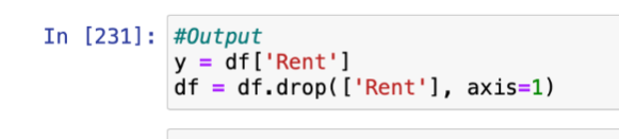 In [231]: #Output
y = df['Rent']
df = df.drop(['Rent'], axis=1)